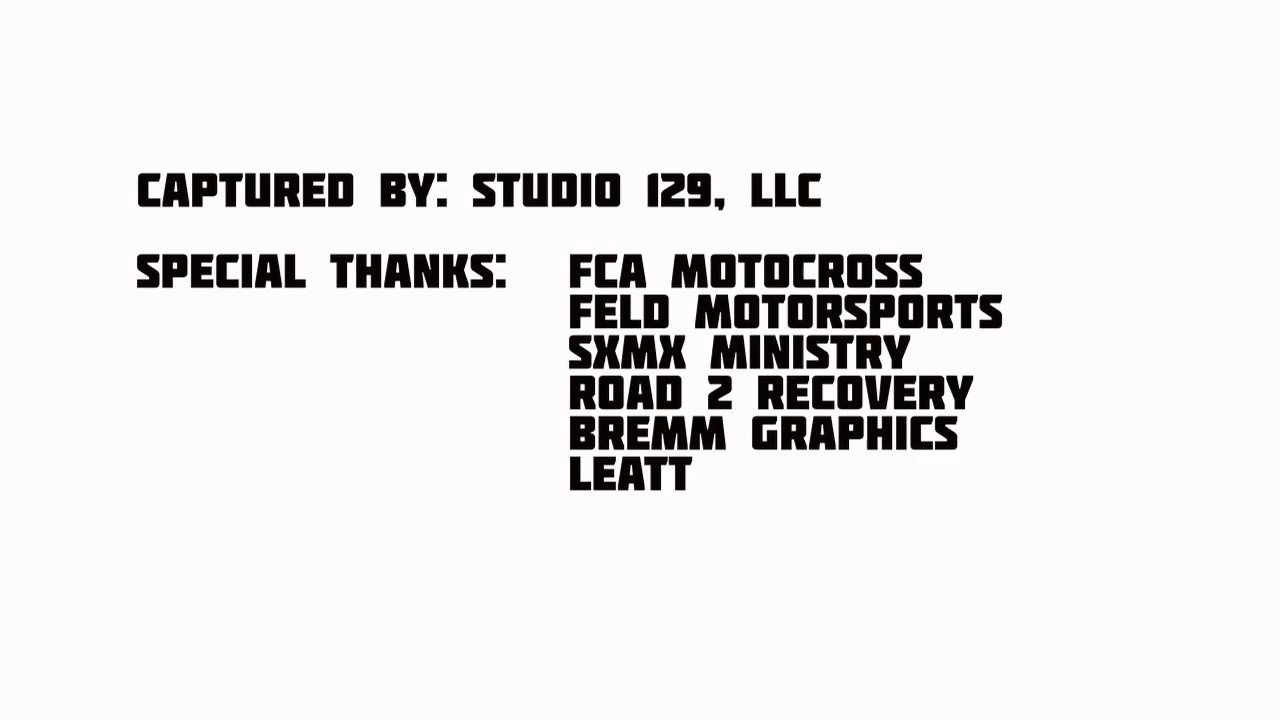 CAPTURED BY: STUDIO 129, LLC
SPECIAL THANKS: FCA MOTOCROSS
FELD MOTORSPORTS
SXMX MINISTRY
ROAD 2 RECOVERY
BREMM GRAPHICS
LEATT